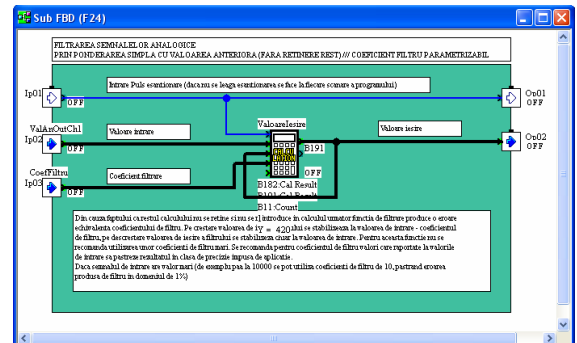 Sub FBD (F24)
FILTRAREA SEMNALELOR ANALOGICE
PRIN PONDERAREA SIMPLA CU VALOAREA ANTERIORA (FARA RETINERE REST) /// COEFICIENT FILTRU PARAMETRIZABIL
Intrare Puls esantionare (daca nu se leaga esantionarea se face la fiecare scanare a programului)
Ip01
OFF
Op01
OFF
ValAnOutCh1
Ip02
OFF
Valoare intrare
ValoareIesire
Valoare iesire
CALCU
LATION
B191
OFF
Op02
OFF
CoefFiltru
Ip03
OFF
Coeficient filtrare
B182:Cal Result
B11:Count
Din cauza faptului ca restul calculului nu se retine si nu se introduce in calculul urmator functia de filtrare produce o eroare
echivalenta coeficientului de filtru. Pe crestere valoarea de Y = 420 se stabilizeaza la valoarea de intrare - coeficientul
de filtru, pe descrestare valoarea de iesire a filtrului se stabilizeaza chiar la valoarea de intrare. Pentru aceasta functie nu se
recomanda utilizarea unor coeficienti de filtru mari. Se recomanda pentru coeficientul de filtru valori care raportate la valorile
de intrare sa pastreze rezultatul in clasa de precizie impusa de aplicatie.
Daca semnalul de intrare are valori mari (de exemplu pana la 10000 se pot utiliza coeficienti de filtru de 10, pastrand eroarea
produsa de filtru in domeniul de 1%)